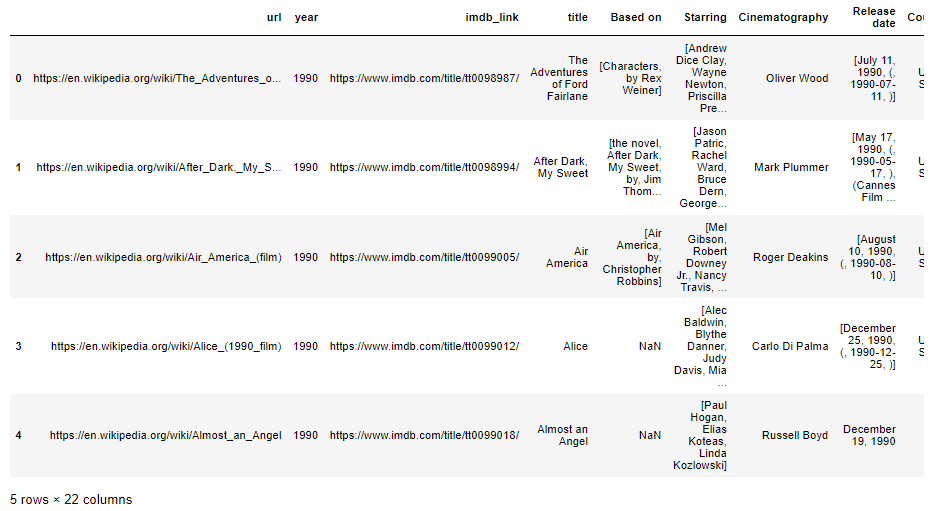 url year imdb_link title Based on Starring Cinematography Release date Cou
0 https://en.wikipedia.org/wiki/The_Adventures_o... 1990 https://www.imdb.com/title/tt0098987/ The Adventures of Ford Fairlane [Characters, by Rex Weiner] [Andrew Dice Clay, Wayne Newton, Priscilla Pre... Oliver Wood [July 11, 1990, (, 1990-07-11, )] U S
1 https://en.wikipedia.org/wiki/After_Dark,_My_S... 1990 https://www.imdb.com/title/tt0098994/ After Dark, My Sweet [the novel, After Dark, My Sweet, by, Jim Thom... [Jason Patric, Rachel Ward, Bruce Dern, George... Mark Plummer [May 17, 1990, (, 1990-05-17, ), (Cannes Film ... U S
2 https://en.wikipedia.org/wiki/Air_America_(film) 1990 https://www.imdb.com/title/tt0099005/ Air America [Air America, by, Christopher Robbins] [Mel Gibson, Robert Downey Jr., Nancy Travis, ... Roger Deakins [August 10, 1990, (, 1990-08-10, )] U S
3 https://en.wikipedia.org/wiki/Alice_(1990_film) 1990 https://www.imdb.com/title/tt0099012/ Alice NaN [Alec Baldwin, Blythe Danner, Judy Davis, Mia ... Carlo Di Palma [December 25, 1990, (, 1990-12-25, )] U S
4 https://en.wikipedia.org/wiki/Almost_an_Angel 1990 https://www.imdb.com/title/tt0099018/ Almost an Angel NaN [Paul Hogan, Elias Koteas, Linda Kozlowski] Russell Boyd December 19, 1990
5 rows × 22 columns